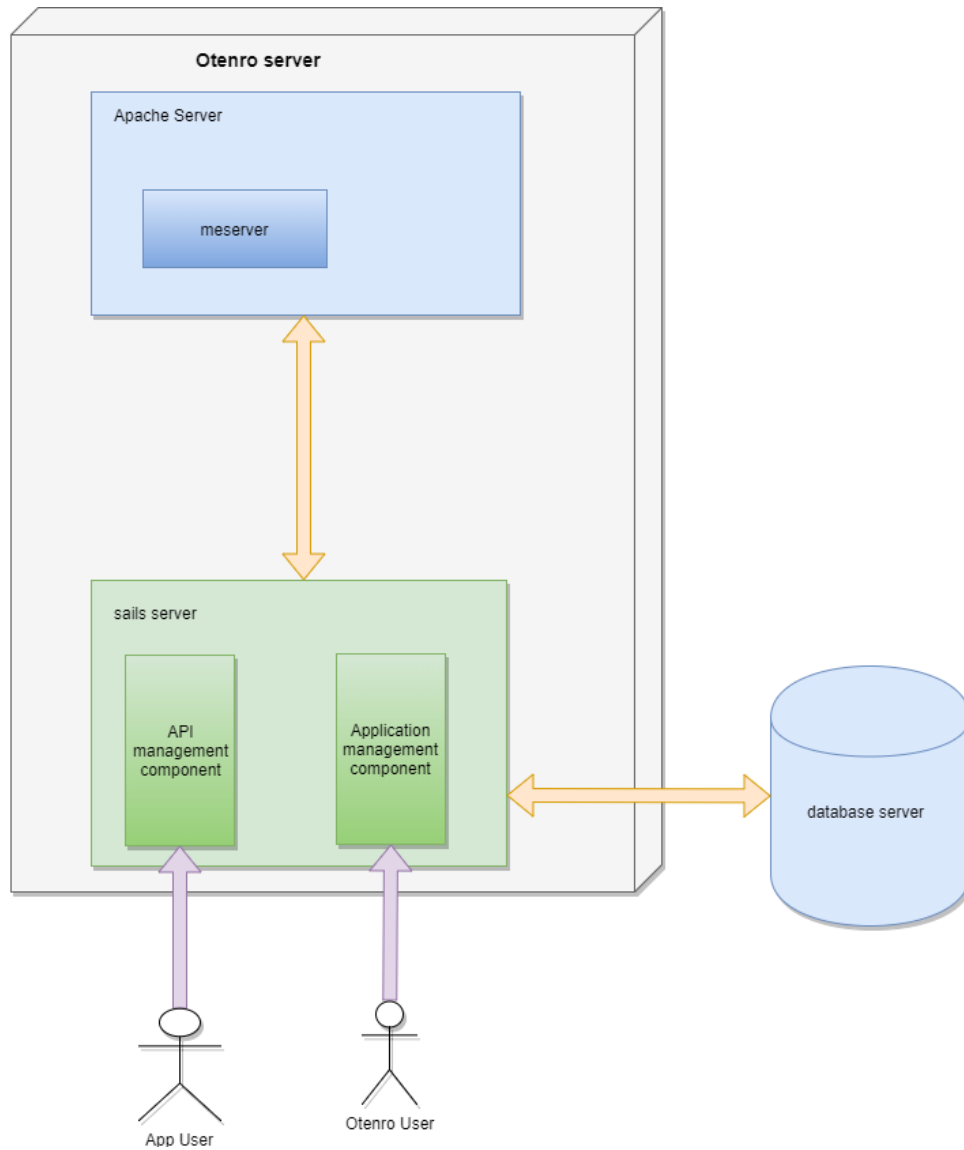 Otenro server
Apache Server
meserver
sails server
API
management
component
Application
management
component
database server
App User
Otenro User